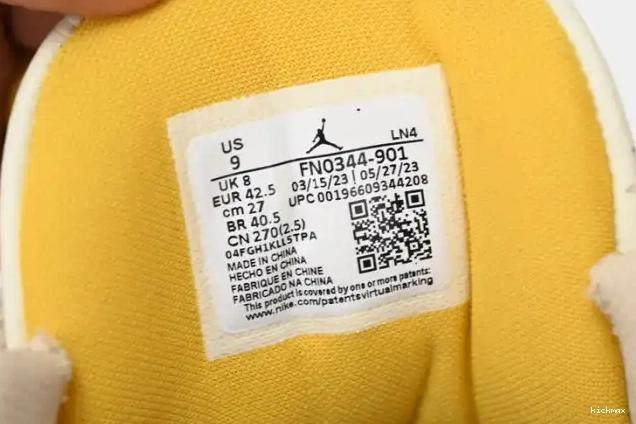 US
9
LN4
UK 8
FN0344-901
EUR 42.5
03/15/23 | 05/27/23
cm 27
UPC 00196609344208
BR 40.5
CN 270(2.5)
04FGH1KLL5TPA
MADE IN CHINA
HECHO EN CHINA
FABRIQUE EN CHINE
FABRICADO NA CHINA
This product is covered by one or more patents:
www.nike.com/patentsvirtualmarking
kickmax